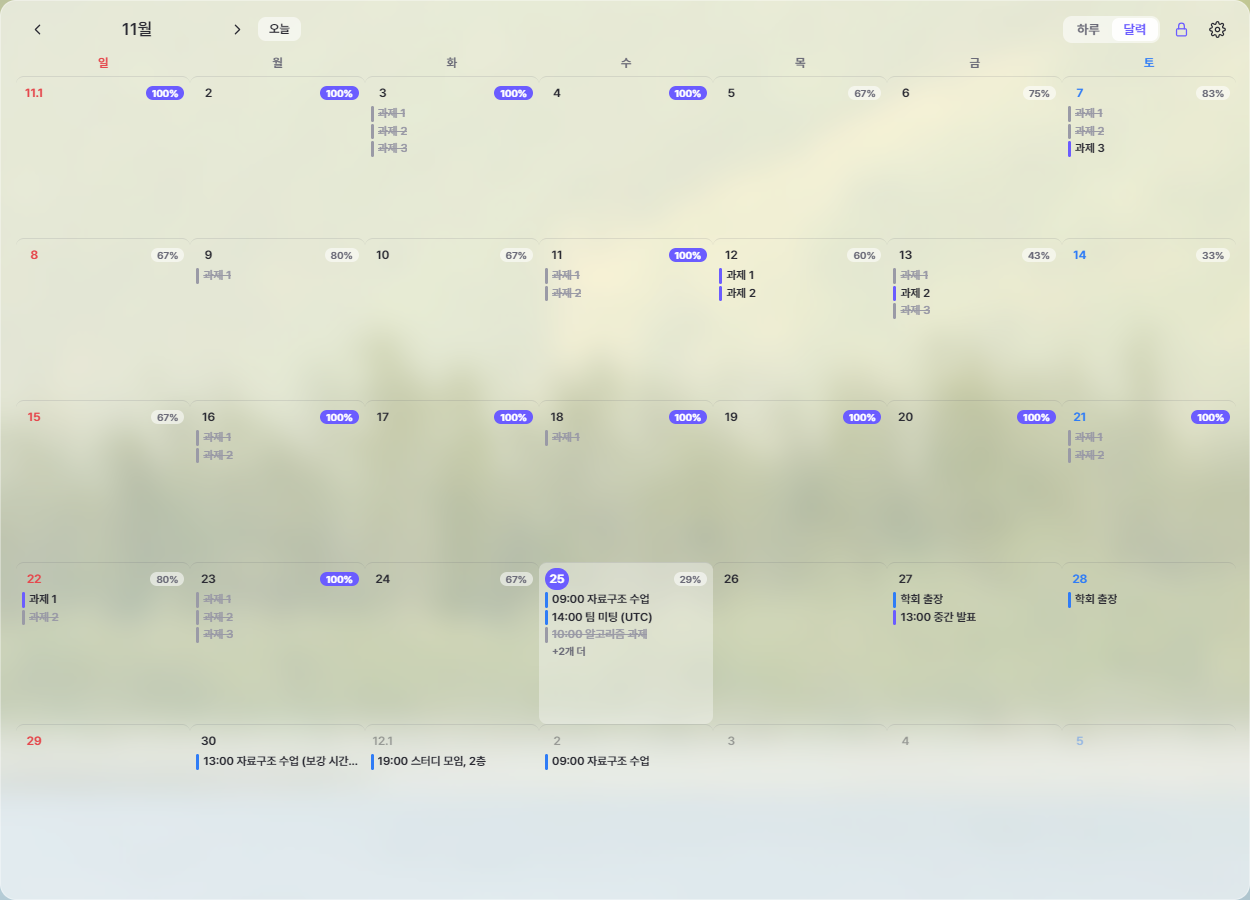 11월
오늘
하루 달력
일 월 화 수 목 금 토
11.1 100% 2 100% 3 100% 4 100% 5 67% 6 75% 7 83%
과제 1 과제 1
과제 2 과제 2
과제 3 과제 3
8 67% 9 80% 10 67% 11 100% 12 60% 13 43% 14 33%
과제 1 과제 1 과제 1 과제 1
과제 2 과제 2 과제 2
과제 3
15 67% 16 100% 17 100% 18 100% 19 100% 20 100% 21 100%
과제 1 과제 1 과제 1
과제 2 과제 2
22 80% 23 100% 24 67% 25 29% 26 27 28
과제 1 과제 1 09:00 자료구조 수업 학회 출장 학회 출장
과제 2 과제 2 14:00 팀 미팅 (UTC) 13:00 중간 발표
과제 3 10:00 알고리즘 과제
+2개 더
29 30 12.1 2 3 4 5
13:00 자료구조 수업 (보강 시간... 19:00 스터디 모임, 2층 09:00 자료구조 수업